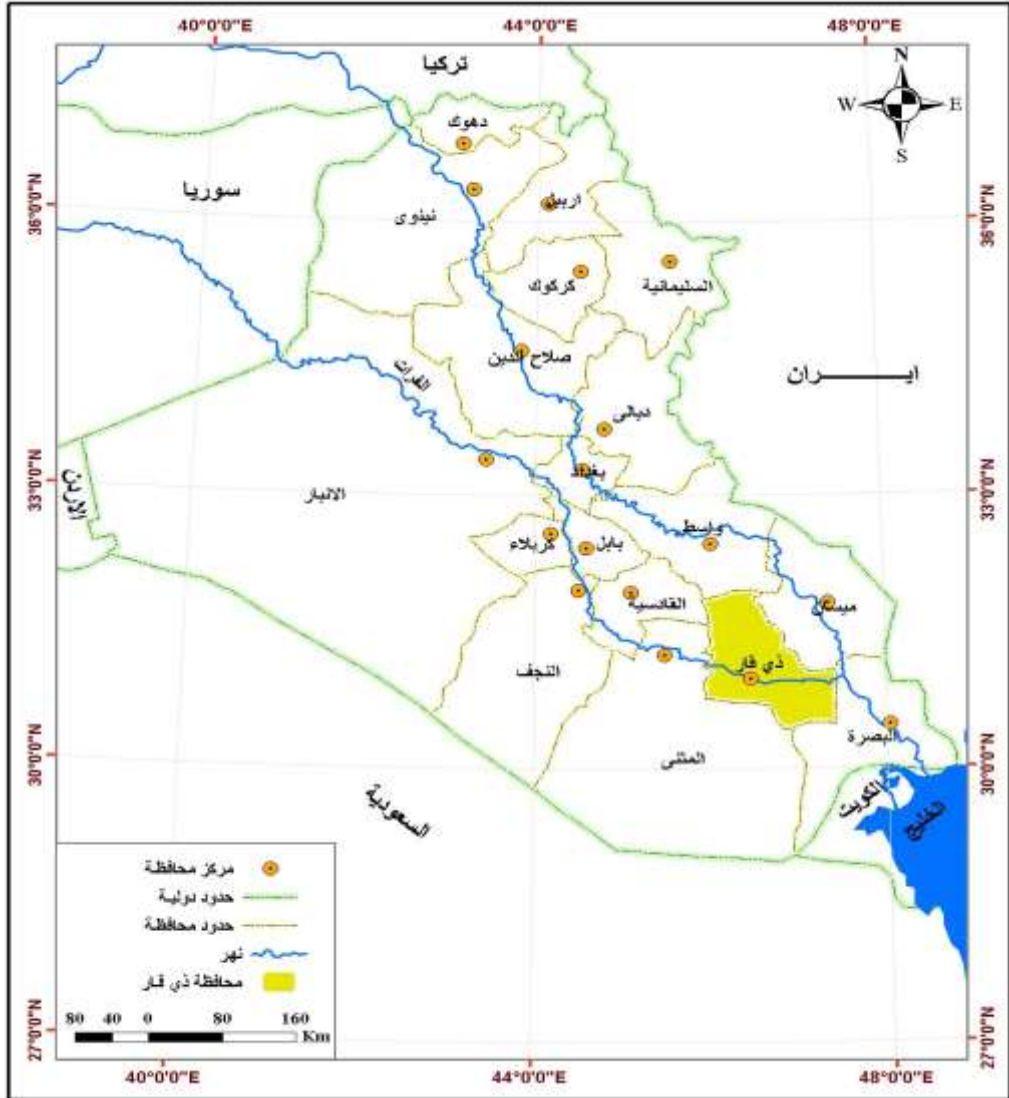 40°0'0"E 44°0'0"E 48°0'0"E
N
W E
S
تركيا
دهوك
سوريا
نينوى
اربيل
36°0'0"N 36°0'0"N
كركوك
السليمانية
صلاح الدين
الفرات
ايـــــران
ديالى
33°0'0"N 33°0'0"N
الاردن
الانبار
بغداد
واسط
كربلاء
بابل
القادسية
ميسان
النجف
ذي قار
البصرة
المثنى
30°0'0"N 30°0'0"N
السعودية
الكويت
الخليج
مركز محافظة
حدود دولية
حدود محافظة
نهر
محافظة ذي قار
80 40 0 80 160
Km
27°0'0"N 27°0'0"N
40°0'0"E 44°0'0"E 48°0'0"E